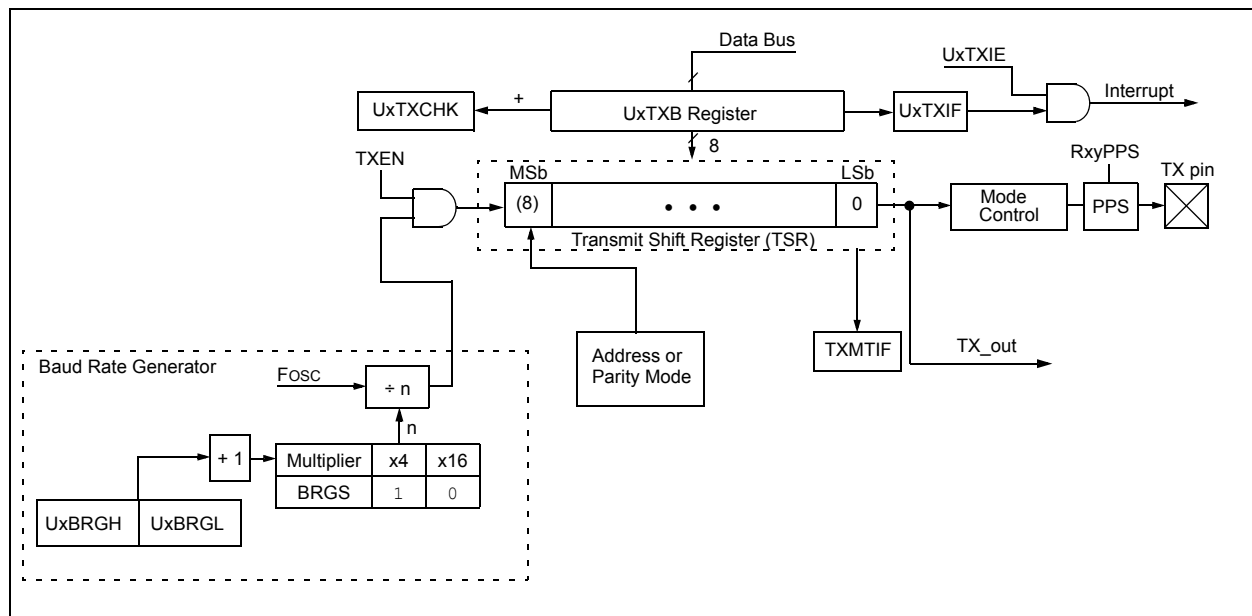 Data Bus
UxTXIE
Interrupt
UxTXCHK
+
UxTXB Register
UxTXIF
8
TXEN
RxyPPS
TX pin
MSb
LSb
(8)
• • •
0
Mode
Control
PPS
Transmit Shift Register (TSR)
TXMTIF
TX_out
Address or
Parity Mode
Baud Rate Generator
FOSC
÷ n
n
+ 1
Multiplier x4 x16
BRGS 1 0
UxBRGH UxBRGL